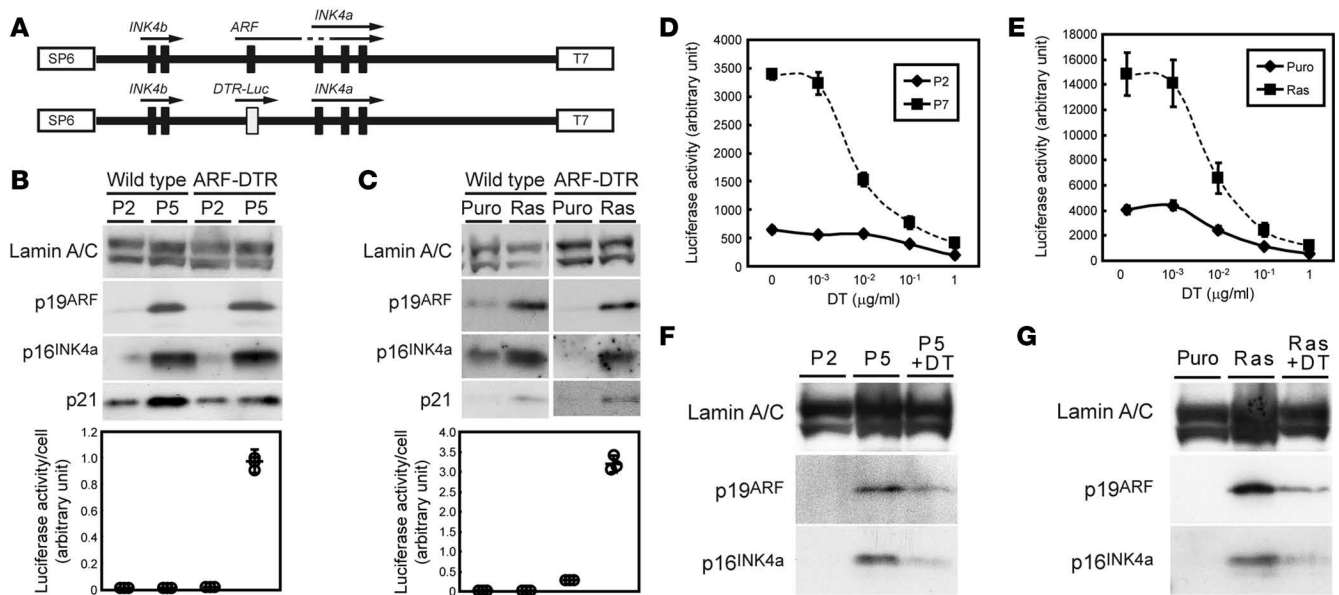 A
INK4b
ARF
INK4a
SP6
T7
INK4b
DTR-Luc
INK4a
SP6
T7
B
Wild type ARF-DTR
P2 P5 P2 P5
Lamin A/C
p19ARF
p16INK4a
p21
Luciferase activity/cell
(arbitrary unit)
1.2
1.0
0.8
0.6
0.4
0.2
0
C
Wild type ARF-DTR
Puro Ras Puro Ras
Lamin A/C
p19ARF
p16INK4a
p21
Luciferase activity/cell
(arbitrary unit)
4.0
3.5
3.0
2.5
2.0
1.5
1.0
0.5
0
D
Luciferase activity (arbitrary unit)
4000
3500
3000
2500
2000
1500
1000
500
0
P2
P7
0 10-3 10-2 10-1 1
DT (μg/ml)
E
Luciferase activity (arbitrary unit)
18000
16000
14000
12000
10000
8000
6000
4000
2000
0
Puro
Ras
0 10-3 10-2 10-1 1
DT (μg/ml)
F
P2 P5 P5
+DT
Lamin A/C
p19ARF
p16INK4a
G
Puro Ras Ras
+DT
Lamin A/C
p19ARF
p16INK4a